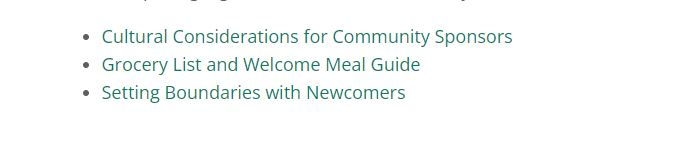 Cultural Considerations for Community Sponsors
Grocery List and Welcome Meal Guide
Setting Boundaries with Newcomers